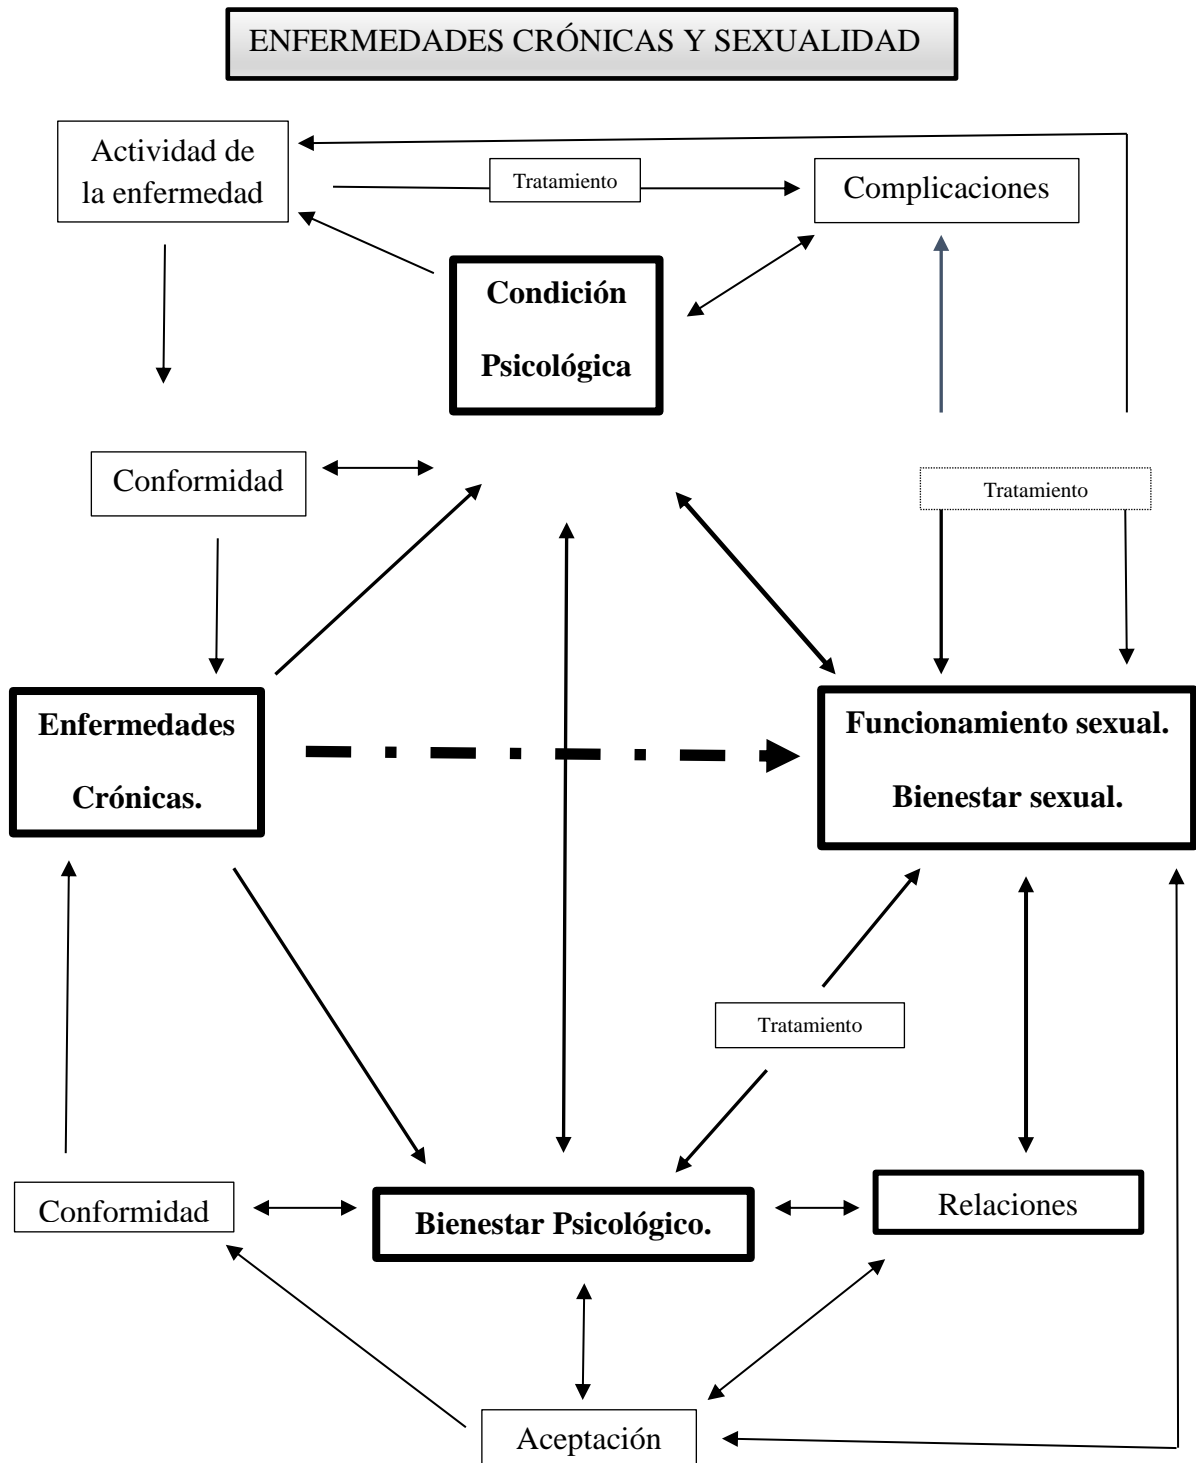 ENFERMEDADES CRÓNICAS Y SEXUALIDAD
Actividad de
la enfermedad
Tratamiento
Complicaciones
Condición
Psicológica
Conformidad
Tratamiento
Enfermedades
Crónicas.
Funcionamiento sexual.
Bienestar sexual.
Tratamiento
Conformidad
Bienestar Psicológico.
Relaciones
Aceptación